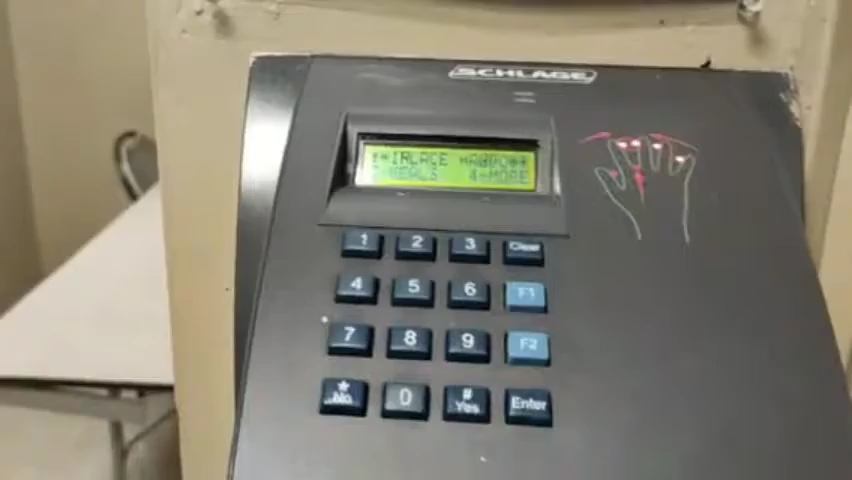 SCHLAGE
4-MORE
1 2 3 Clear
4 5 6 F1
7 8 9 F2
* No 0 # Yes Enter